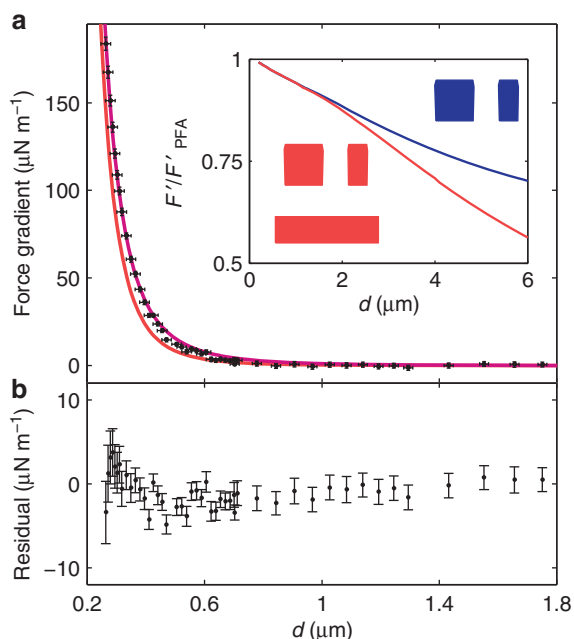 a
Force gradient (μN m⁻¹)
150
100
50
0
F′/F′ PFA
1
0.75
0.5
0
2
4
6
d (μm)
b
Residual (μN m⁻¹)
10
0
−10
0.2
0.6
1
1.4
1.8
d (μm)